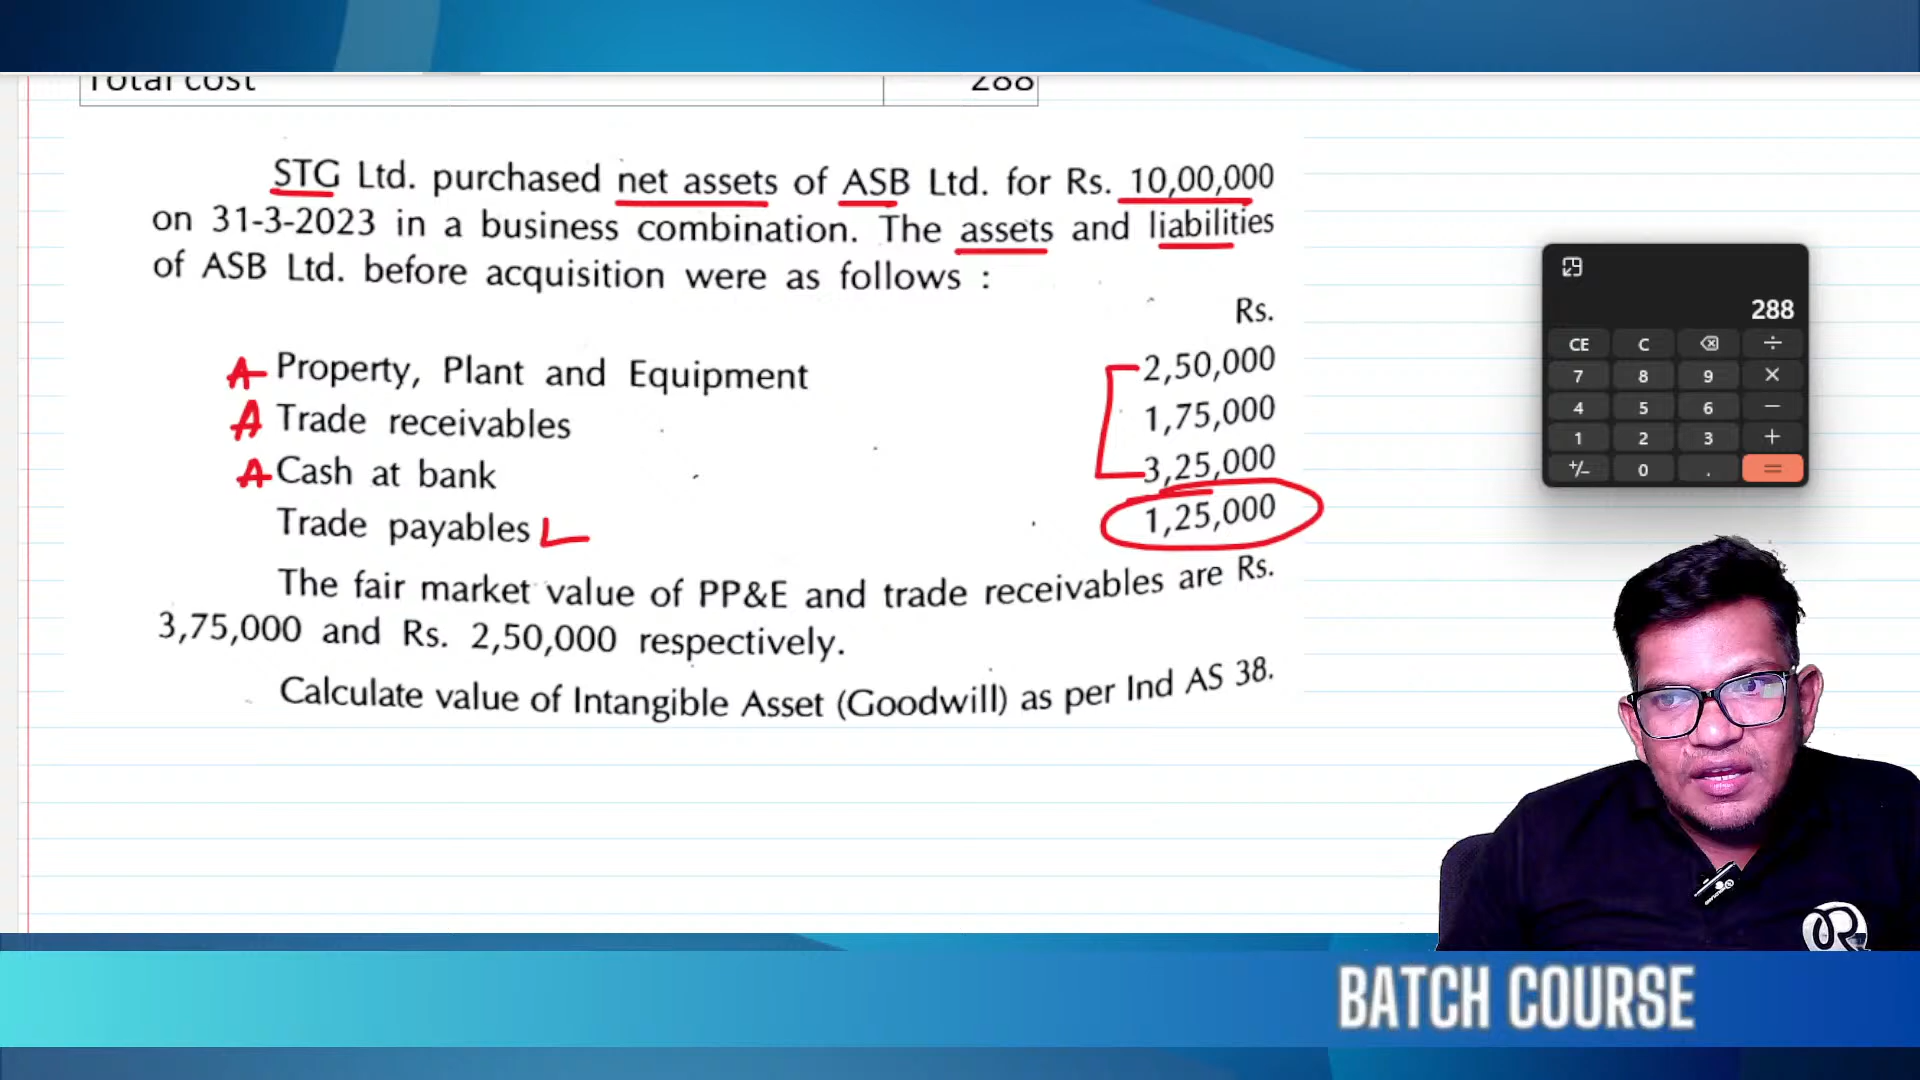 Total cost 288
STG Ltd. purchased net assets of ASB Ltd. for Rs. 10,00,000
on 31-3-2023 in a business combination. The assets and liabilities
of ASB Ltd. before acquisition were as follows :
Rs.
A Property, Plant and Equipment 2,50,000
A Trade receivables 1,75,000
A Cash at bank 3,25,000
Trade payables L 1,25,000
The fair market value of PP&E and trade receivables are Rs.
3,75,000 and Rs. 2,50,000 respectively.
Calculate value of Intangible Asset (Goodwill) as per Ind AS 38.
288
CE C ⌫ ÷
7 8 9 ×
4 5 6 −
1 2 3 +
+/− 0 . =
BATCH COURSE